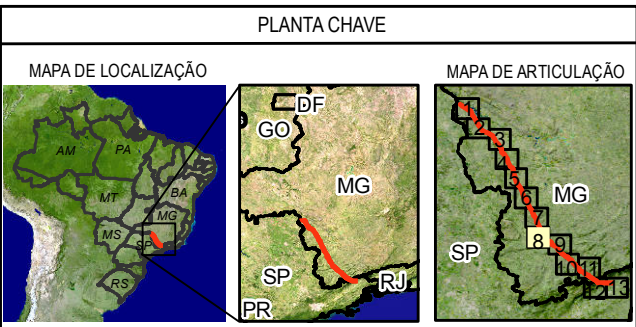 PLANTA CHAVE
MAPA DE LOCALIZAÇÃO
AM
PA
MT
BA
MG
MS
SP
RS
DF
GO
MG
SP
RJ
PR
MAPA DE ARTICULAÇÃO
1
2
3
4
5
6
7
8
9
10
11
12
13
MG
SP